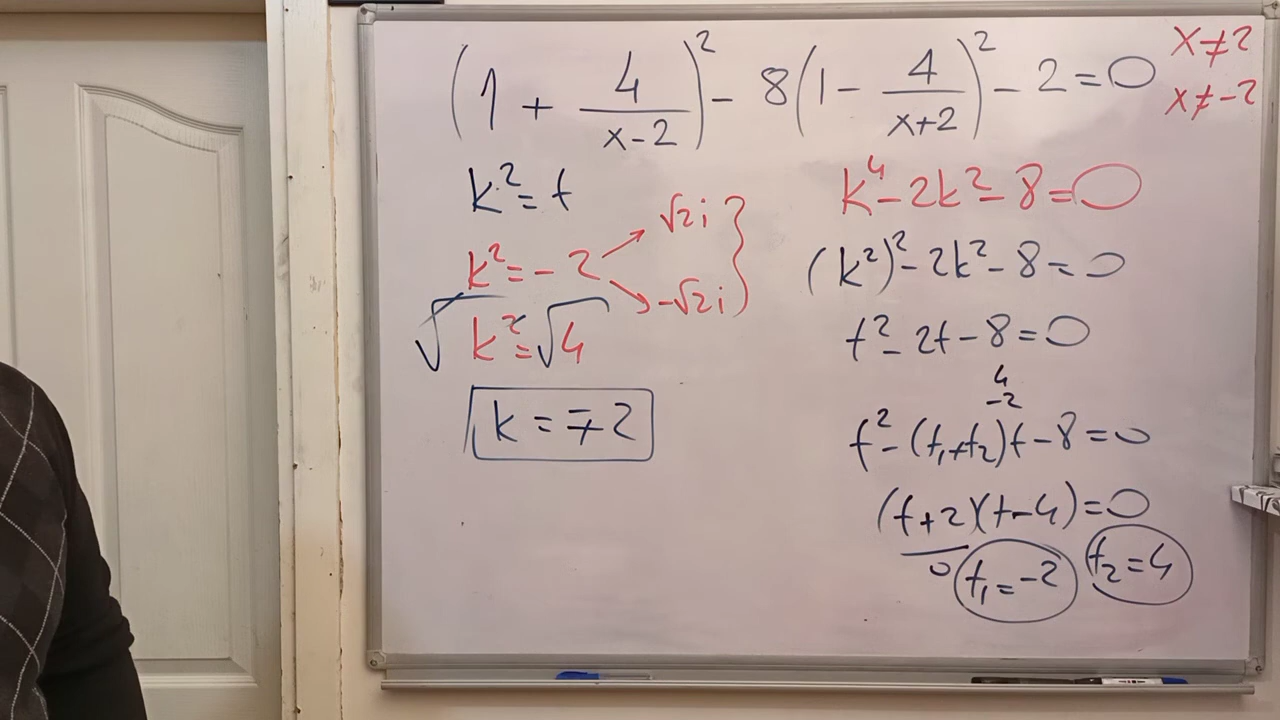 (1 + 4/(x-2))² - 8(1 - 4/(x+2))² - 2 = 0
x ≠ 2
x ≠ -2
k² = t
k² = -2
√2i
-√2i
√k² = √4
k = ∓2
k⁴ - 2k² - 8 = 0
(k²)² - 2k² - 8 = 0
t² - 2t - 8 = 0
4
-2
t² - (t₁+t₂)t - 8 = 0
(t+2)(t-4) = 0
0
t₁ = -2
t₂ = 4